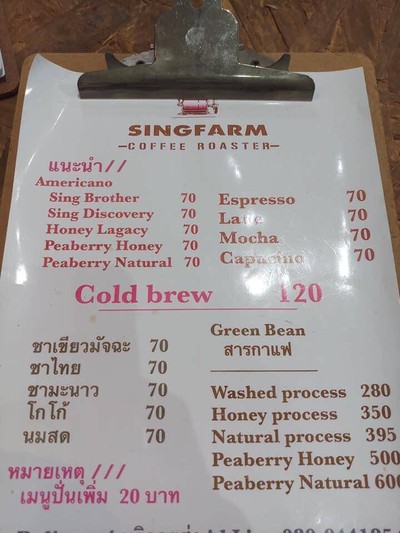 SINGFARM
-COFFEE ROASTER-
แนะนำ//
Americano
Sing Brother 70
Sing Discovery 70
Honey Lagacy 70
Peaberry Honey 70
Peaberry Natural 70
Espresso 70
Late 70
Mocha 70
Capucino 70
Cold brew 120
ชาเขียวมัจฉะ 70
ชาไทย 70
ชามะนาว 70
โกโก้ 70
นมสด 70
Green Bean
สารกาแฟ
Washed process 280
Honey process 350
Natural process 395
Peaberry Honey 500
Peaberry Natural 600
หมายเหตุ ///
เมนูปั่นเพิ่ม 20 บาท